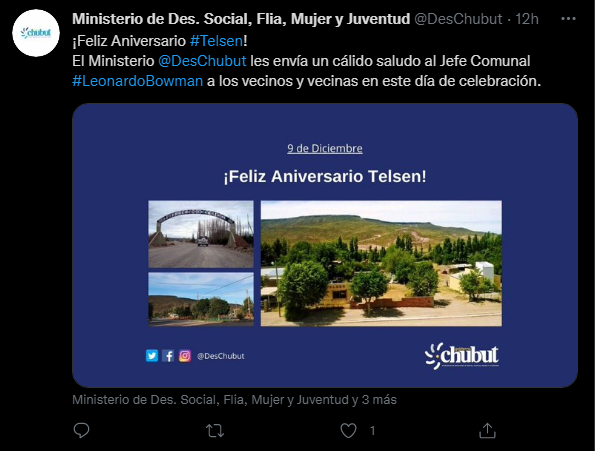 Ministerio de Des. Social, Flia, Mujer y Juventud @DesChubut · 12h
chubut
¡Feliz Aniversario #Telsen!
El Ministerio @DesChubut les envía un cálido saludo al Jefe Comunal
#LeonardoBowman a los vecinos y vecinas en este día de celebración.
9 de Diciembre
¡Feliz Aniversario Telsen!
@DesChubut
chubut
Ministerio de Des. Social, Flia, Mujer y Juventud y 3 más
1